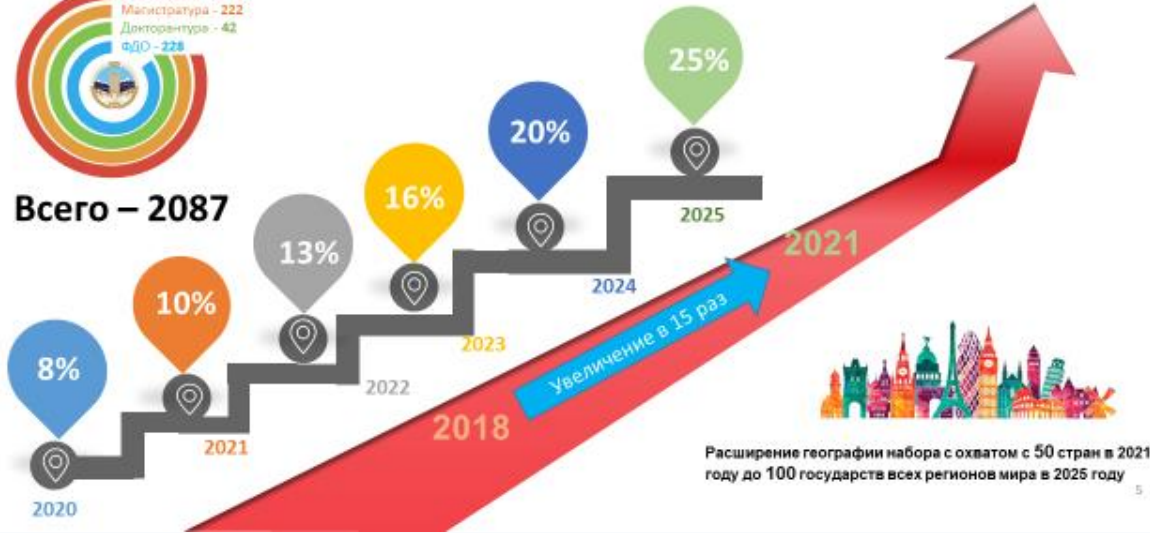 Магистратура - 222
Докторантура - 42
ФДО - 228
Всего – 2087
8%
2020
10%
2021
13%
2022
16%
2023
20%
2024
25%
2025
2018
Увеличение в 15 раз
2021
Расширение географии набора с охватом с 50 стран в 2021
году до 100 государств всех регионов мира в 2025 году
5